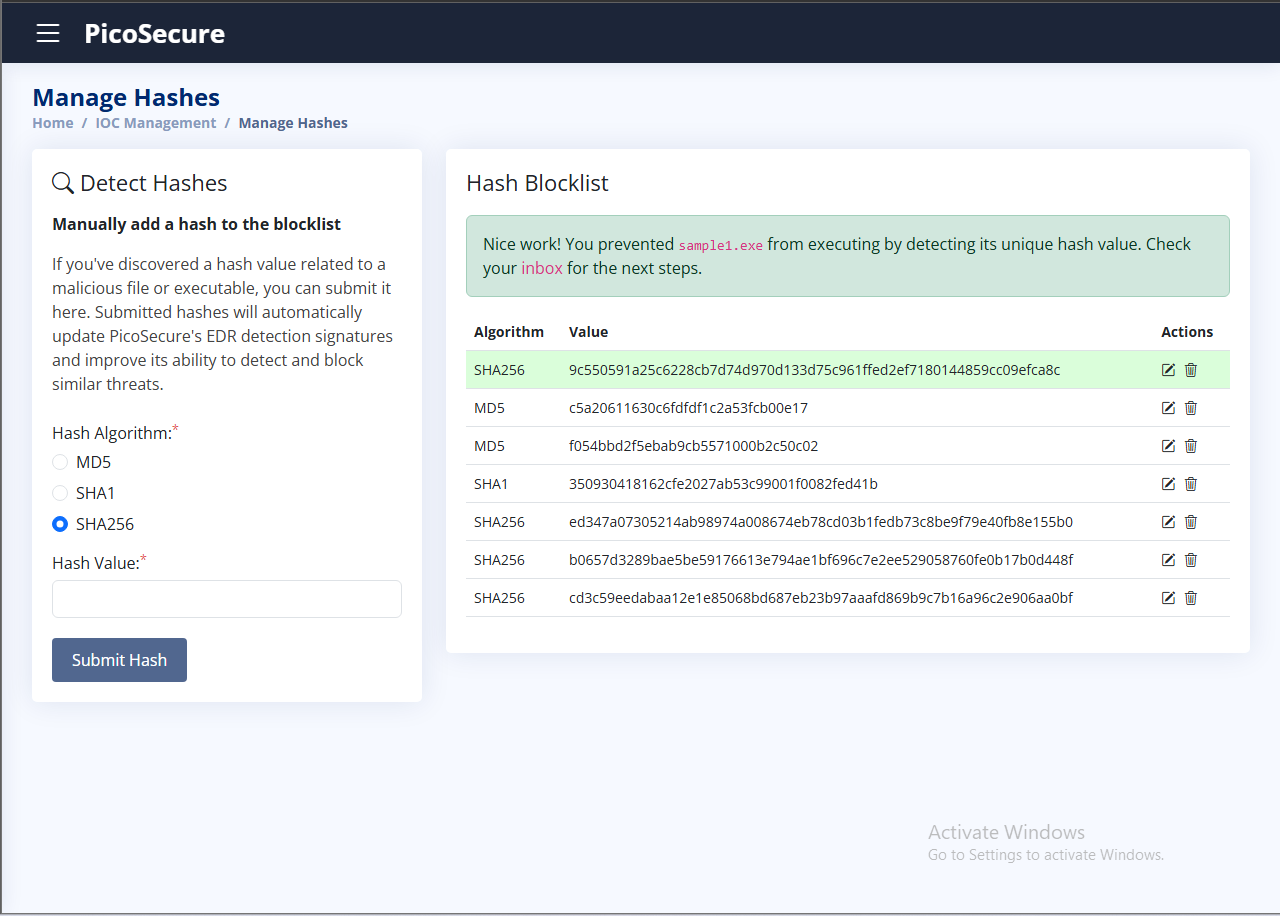 PicoSecure
Manage Hashes
Home / IOC Management / Manage Hashes
Detect Hashes
Manually add a hash to the blocklist
If you've discovered a hash value related to a
malicious file or executable, you can submit it
here. Submitted hashes will automatically
update PicoSecure's EDR detection signatures
and improve its ability to detect and block
similar threats.
Hash Algorithm:*
MD5
SHA1
SHA256
Hash Value:*
Submit Hash
Hash Blocklist
Nice work! You prevented sample1.exe from executing by detecting its unique hash value. Check
your inbox for the next steps.
Algorithm Value Actions
SHA256 9c550591a25c6228cb7d74d970d133d75c961ffed2ef7180144859cc09efca8c
MD5 c5a20611630c6fdfdf1c2a53fcb00e17
MD5 f054bbd2f5ebab9cb5571000b2c50c02
SHA1 350930418162cfe2027ab53c99001f0082fed41b
SHA256 ed347a07305214ab98974a008674eb78cd03b1fedb73c8be9f79e40fb8e155b0
SHA256 b0657d3289bae5be59176613e794ae1bf696c7e2ee529058760fe0b17b0d448f
SHA256 cd3c59eedabaa12e1e85068bd687eb23b97aaafd869b9c7b16a96c2e906aa0bf
Activate Windows
Go to Settings to activate Windows.